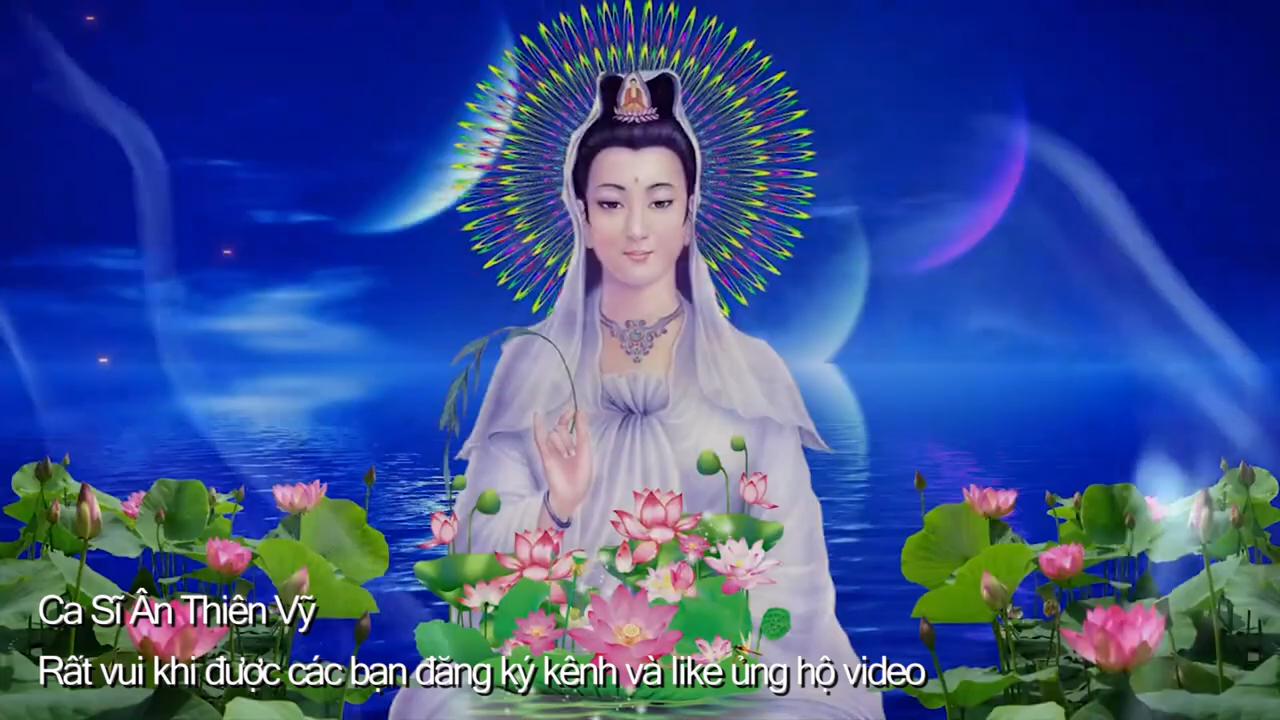 Ca Sĩ Ân Thiên Vỹ
Rất vui khi được các bạn đăng ký kênh và like ủng hộ video